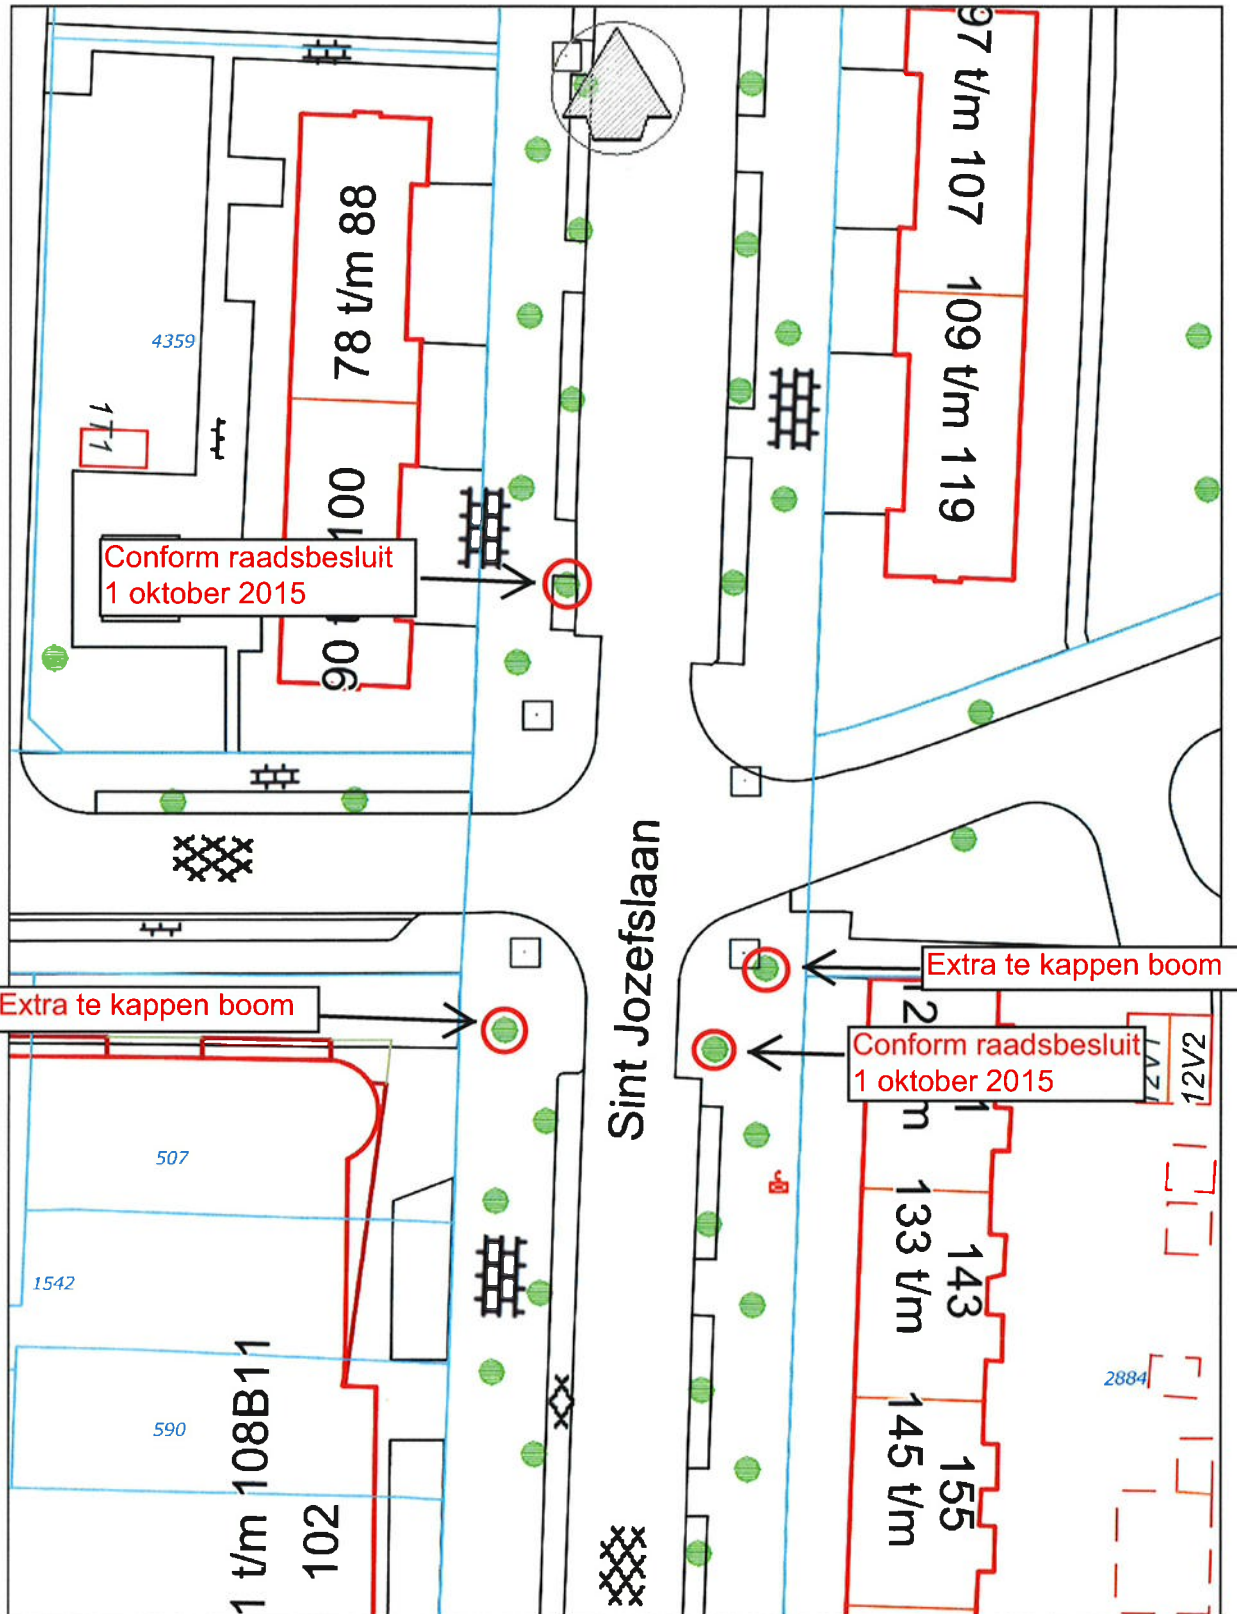 97 t/m 107
78 t/m 88
109 t/m 119
4359
1T1
100
Conform raadsbesluit
1 oktober 2015
90
Sint Jozefslaan
Extra te kappen boom
Extra te kappen boom
Conform raadsbesluit
1 oktober 2015
12V2
507
133 t/m
143
1542
2884
145 t/m
155
590
1 t/m 108B11
102